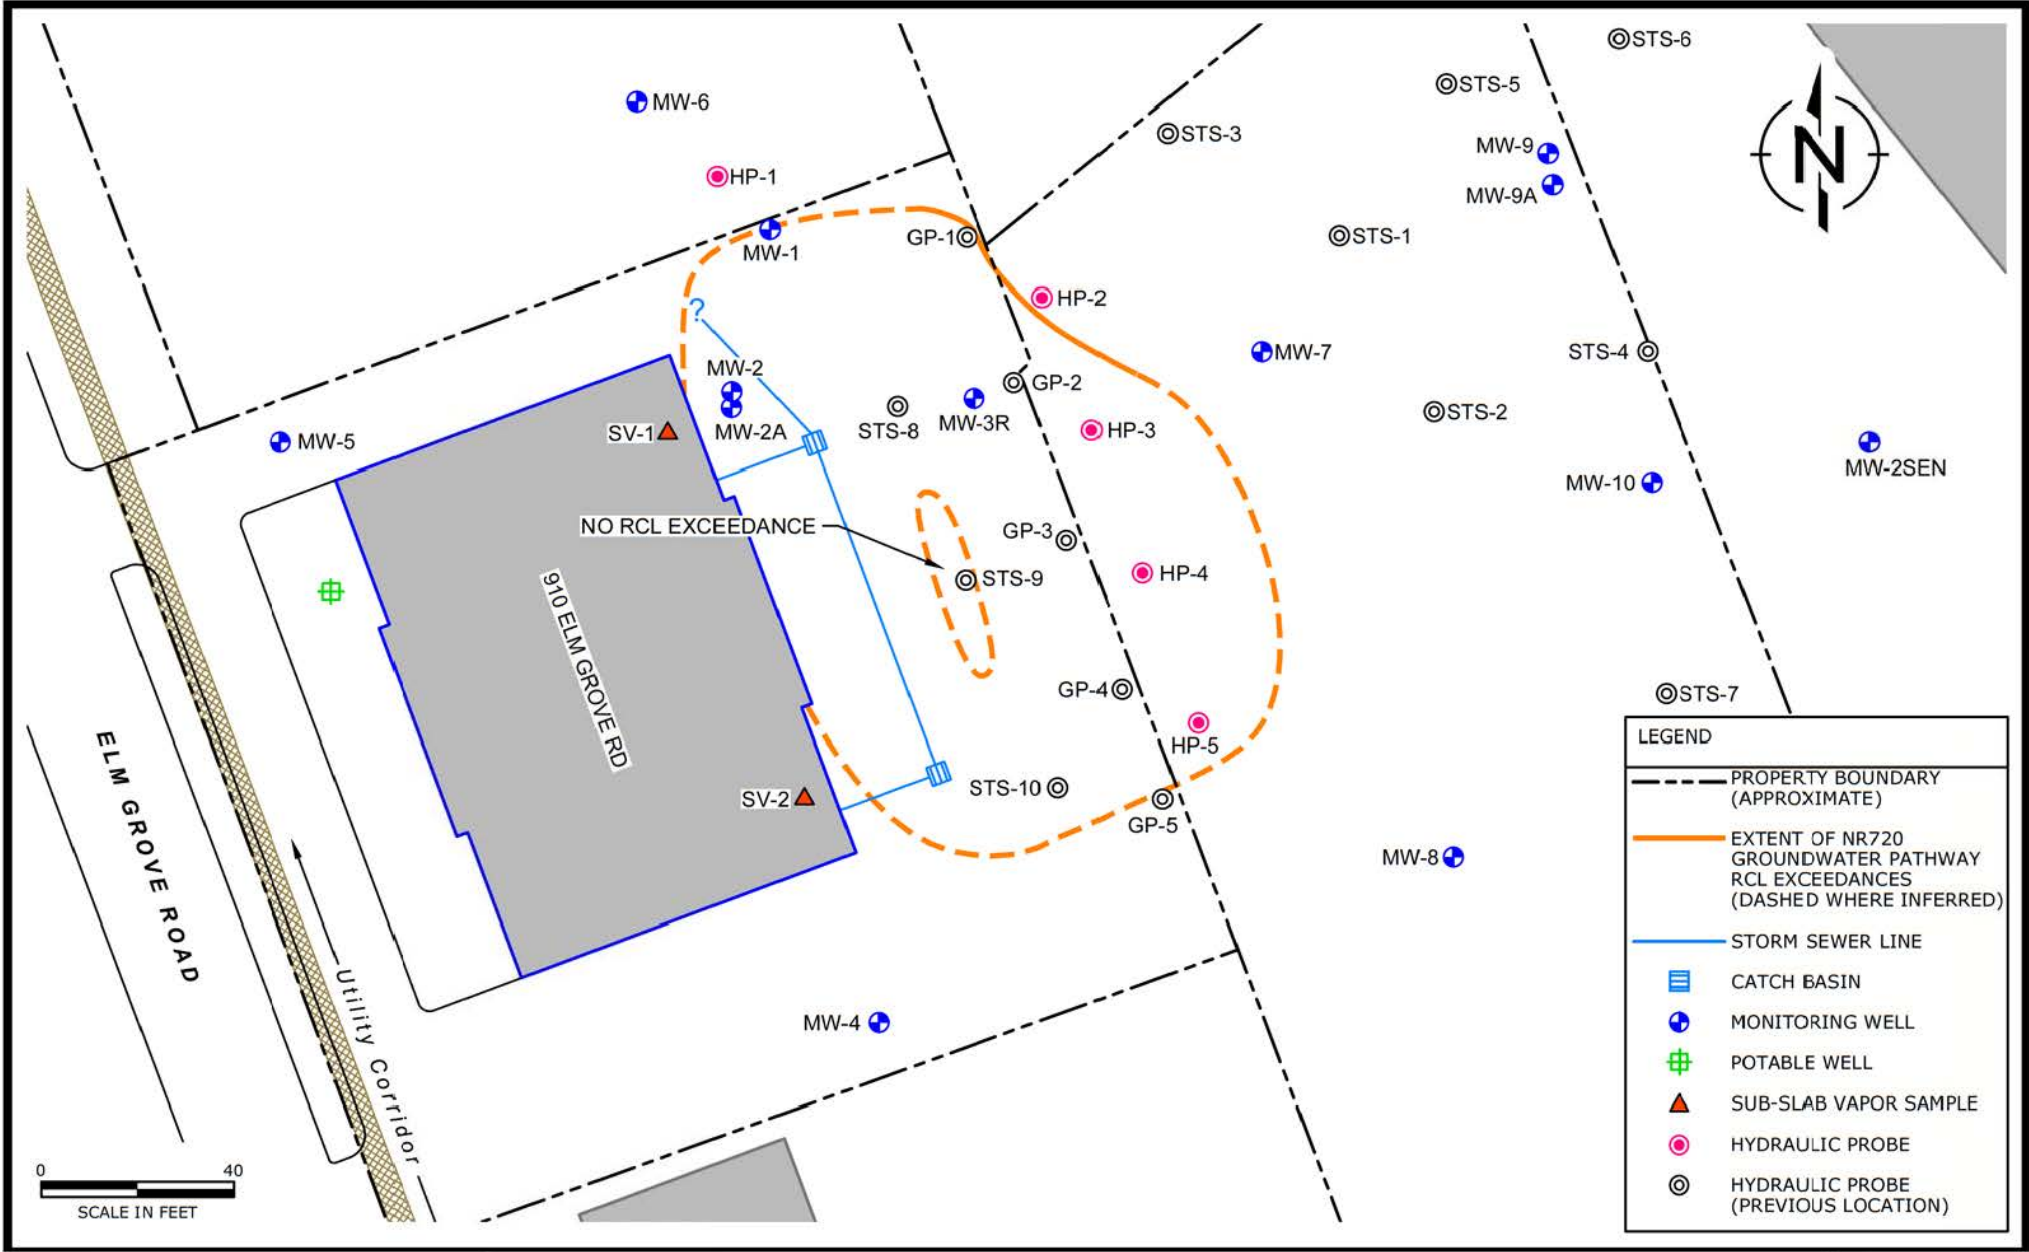 STS-6
STS-5
MW-6
STS-3
MW-9
N
HP-1
MW-9A
GP-1
STS-1
MW-1
HP-2
?
MW-7
STS-4
MW-2
GP-2
STS-8
MW-3R
STS-2
SV-1
MW-2A
HP-3
MW-5
MW-2SEN
MW-10
NO RCL EXCEEDANCE
GP-3
STS-9
HP-4
910 ELM GROVE RD
GP-4
STS-7
HP-5
ELM GROVE ROAD
STS-10
SV-2
GP-5
MW-8
Utility Corridor
MW-4
0 40
SCALE IN FEET
LEGEND
PROPERTY BOUNDARY
(APPROXIMATE)
EXTENT OF NR720
GROUNDWATER PATHWAY
RCL EXCEEDANCES
(DASHED WHERE INFERRED)
STORM SEWER LINE
CATCH BASIN
MONITORING WELL
POTABLE WELL
SUB-SLAB VAPOR SAMPLE
HYDRAULIC PROBE
HYDRAULIC PROBE
(PREVIOUS LOCATION)